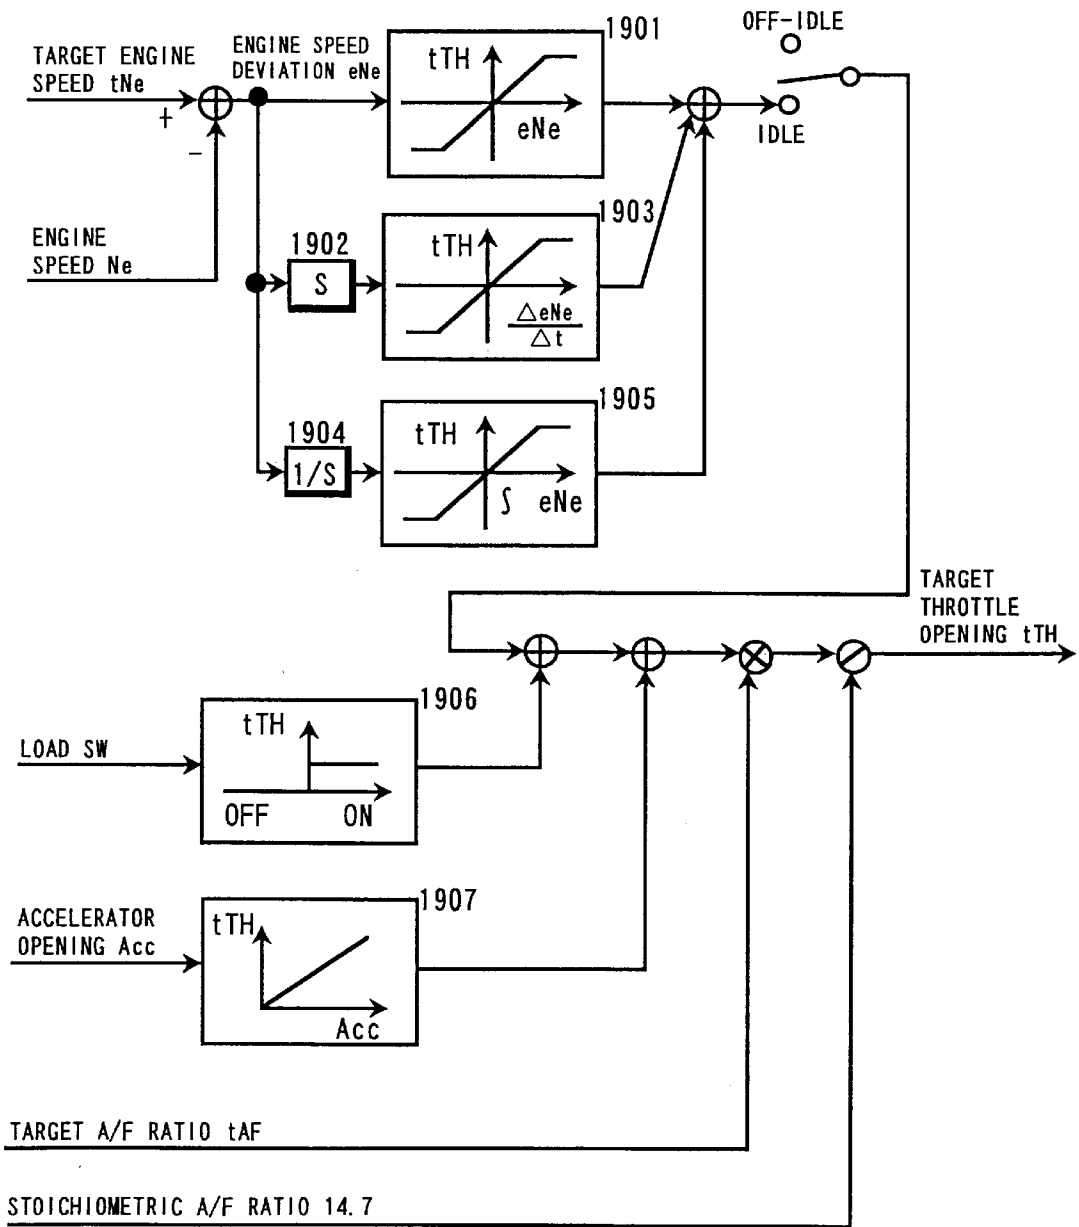 OFF-IDLE
1901
TARGET ENGINE
SPEED tNe
ENGINE SPEED
DEVIATION eNe
tTH
eNe
+
-
IDLE
ENGINE
SPEED Ne
1902
S
1903
tTH
△eNe
△t
1904
1/S
1905
tTH
∫ eNe
TARGET
THROTTLE
OPENING tTH
1906
LOAD SW
tTH
OFF ON
1907
ACCELERATOR
OPENING Acc
tTH
Acc
TARGET A/F RATIO tAF
STOICHIOMETRIC A/F RATIO 14.7